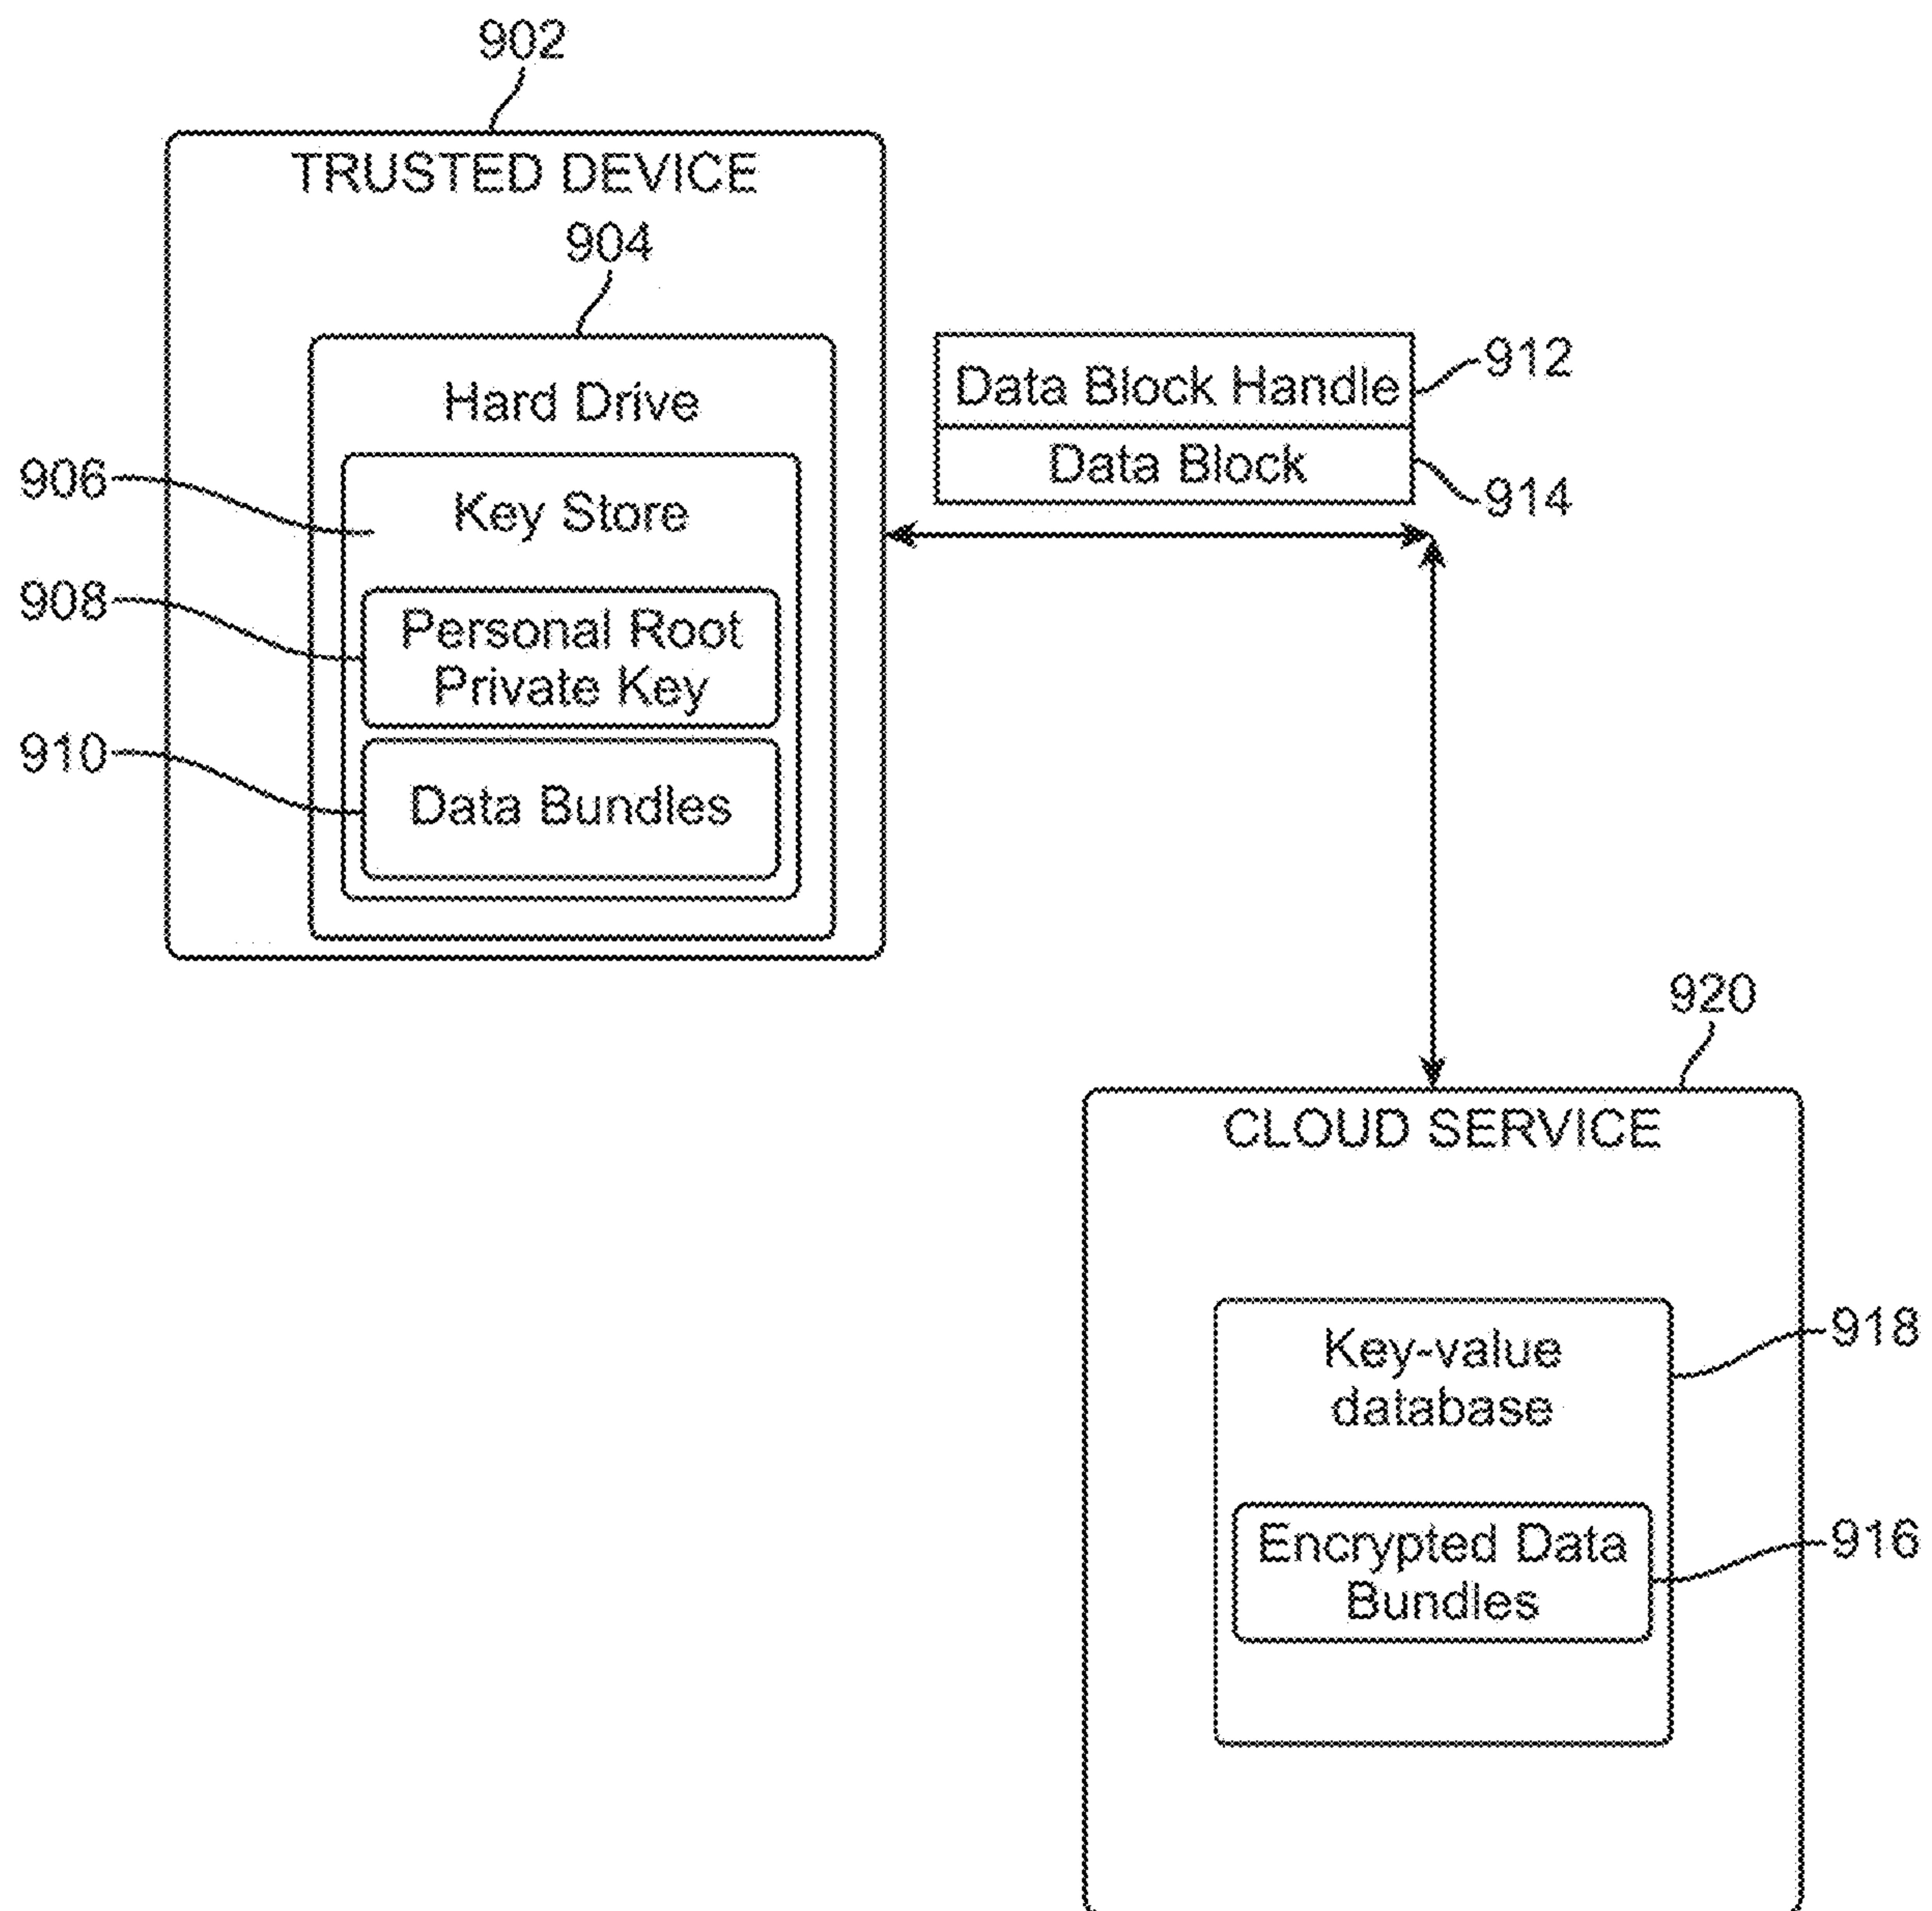 902
TRUSTED DEVICE
904
Hard Drive
906
Key Store
908
Personal Root
Private Key
910
Data Bundles
Data Block Handle
912
Data Block
914
920
CLOUD SERVICE
Key-value
database
918
Encrypted Data
Bundles
916